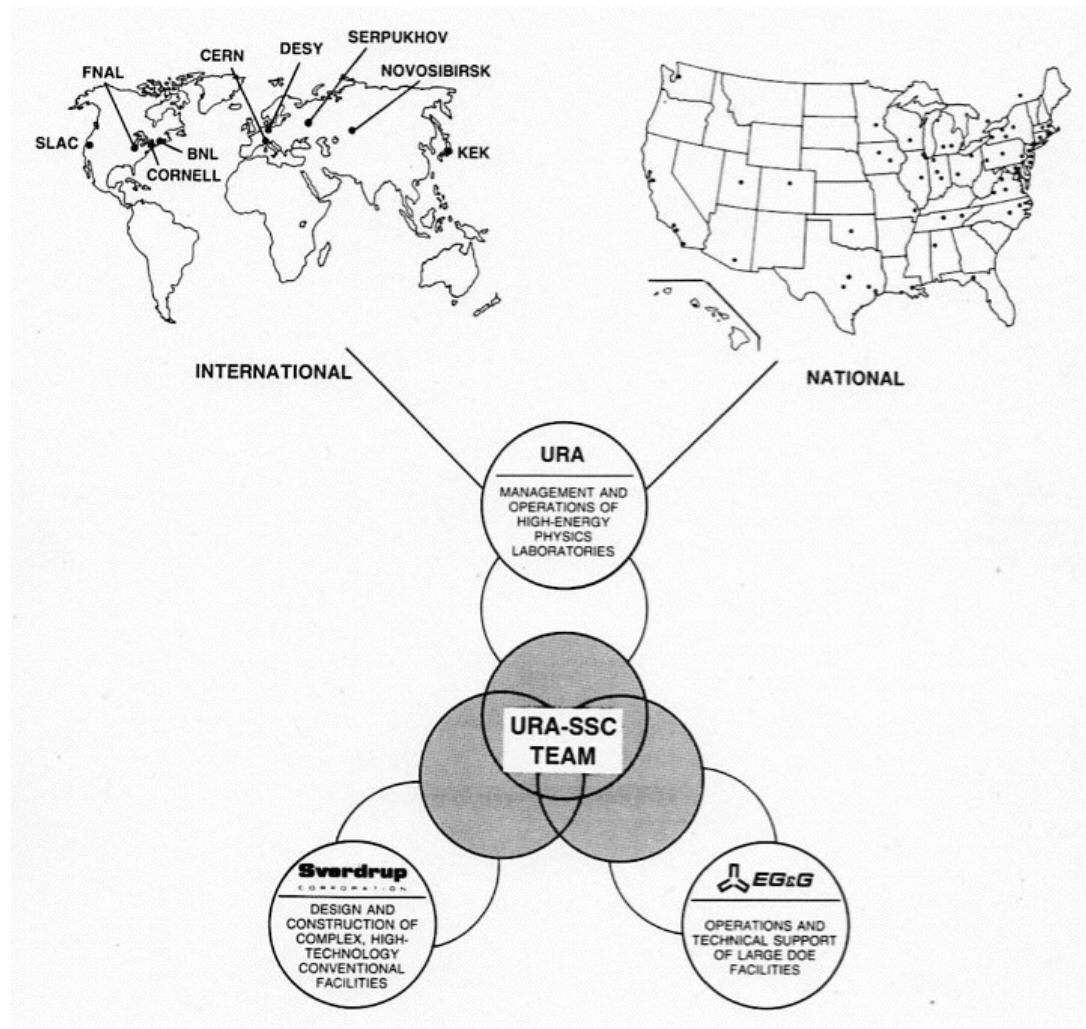 SERPUKHOV
DESY
CERN
NOVOSIBIRSK
FNAL
SLAC
BNL
CORNELL
KEK
INTERNATIONAL
NATIONAL
URA
MANAGEMENT AND
OPERATIONS OF
HIGH-ENERGY
PHYSICS
LABORATORIES
URA-SSC
TEAM
Sverdrup
CORPORATION
DESIGN AND
CONSTRUCTION OF
COMPLEX, HIGH-
TECHNOLOGY
CONVENTIONAL
FACILITIES
EG&G
OPERATIONS AND
TECHNICAL SUPPORT
OF LARGE DOE
FACILITIES